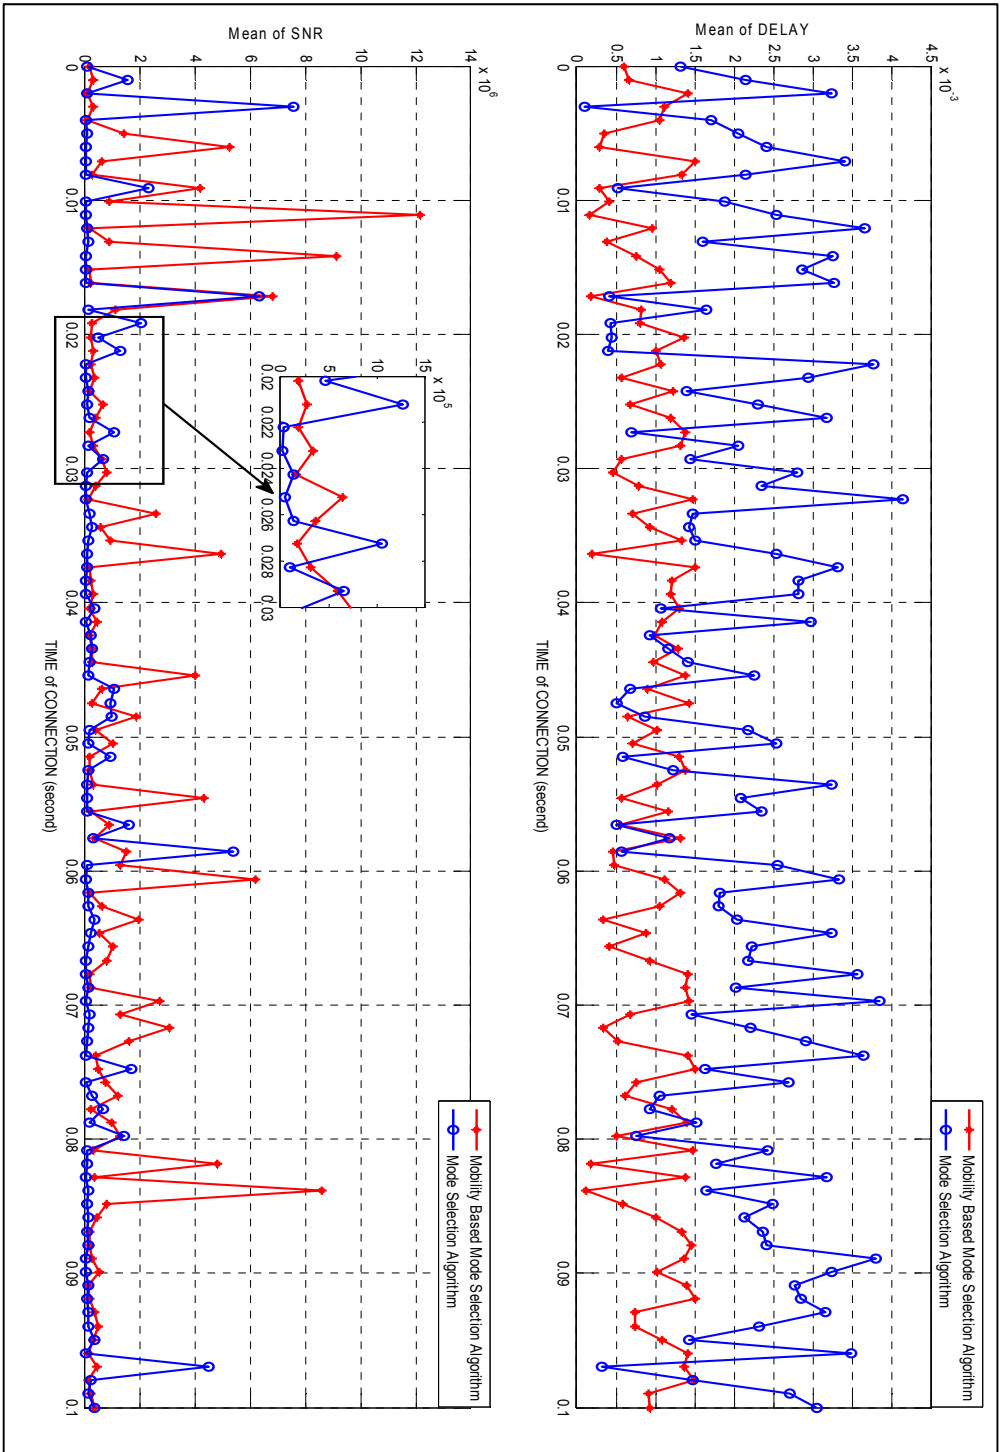 x 10⁻³
4.5
4
3.5
3
2.5
2
1.5
1
0.5
0
Mean of DELAY
Mobility Based Mode Selection Algorithm
Mode Selection Algorithm
0 0.01 0.02 0.03 0.04 0.05 0.06 0.07 0.08 0.09 0.1
TIME of CONNECTION (secend)
x 10⁶
14
12
10
8
6
4
2
0
Mean of SNR
Mobility Based Mode Selection Algorithm
Mode Selection Algorithm
x 10⁵
15
10
5
0
0.02 0.022 0.024 0.026 0.028 0.03
0 0.01 0.02 0.03 0.04 0.05 0.06 0.07 0.08 0.09 0.1
TIME of CONNECTION (second)